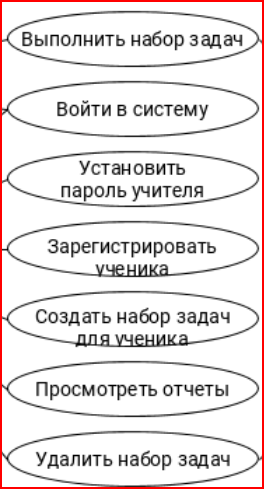 Выполнить набор задач
Войти в систему
Установить
пароль учителя
Зарегистрировать
ученика
Создать набор задач
для ученика
Просмотреть отчеты
Удалить набор задач